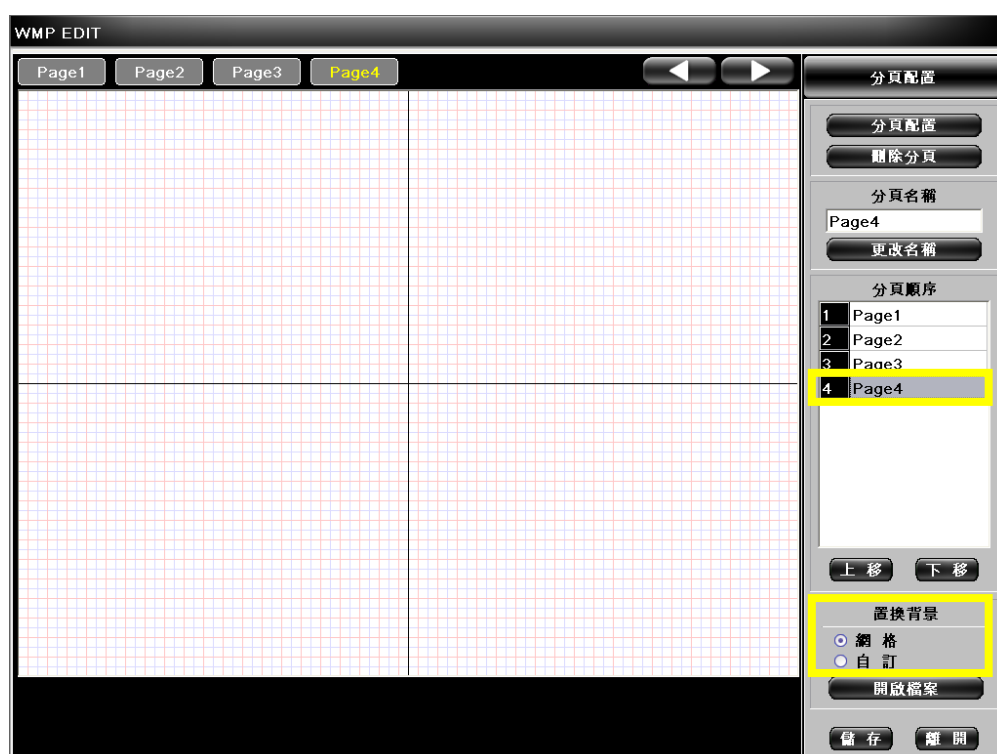 WMP EDIT
Page1 Page2 Page3 Page4
分頁配置
分頁配置
刪除分頁
分頁名稱
Page4
更改名稱
分頁順序
1 Page1
2 Page2
3 Page3
4 Page4
上 移 下 移
置換背景
網 格
自 訂
開啟檔案
儲 存 離 開